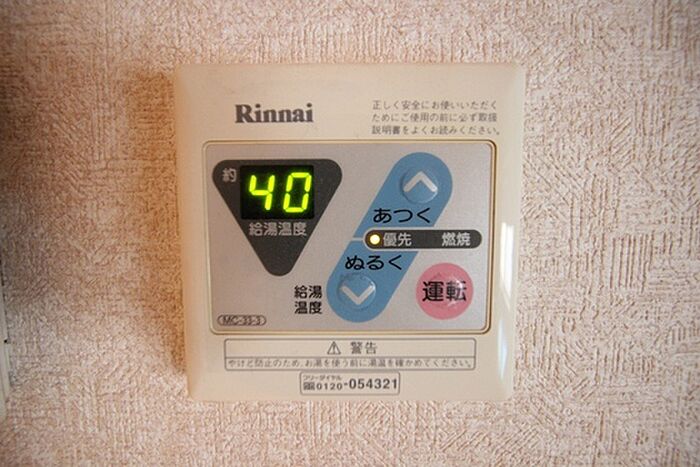 Rinnai
正しく安全にお使いいただく
ためにご使用の前に必ず取扱
説明書をよくお読みください。
約
40
給湯温度
あつく
優先 燃焼
ぬるく
給湯
温度
運転
MC-33-3
警告
やけど防止のため、お湯を使う前に湯温を確かめてください。
フリーダイヤル
0120-054321